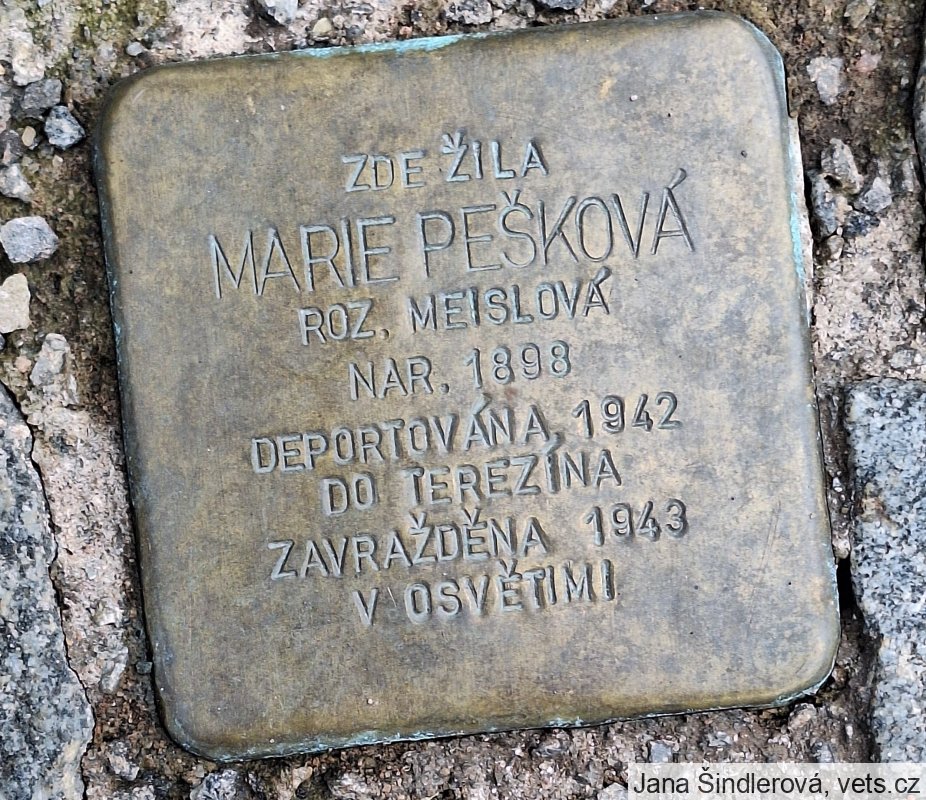 ZDE ŽILA
MARIE PEŠKOVÁ
ROZ. MEISLOVÁ
NAR. 1898
DEPORTOVÁNA 1942
DO TEREZÍNA
ZAVRAŽDĚNA 1943
V OSVĚTIMI
Jana Šindlerová, vets.cz